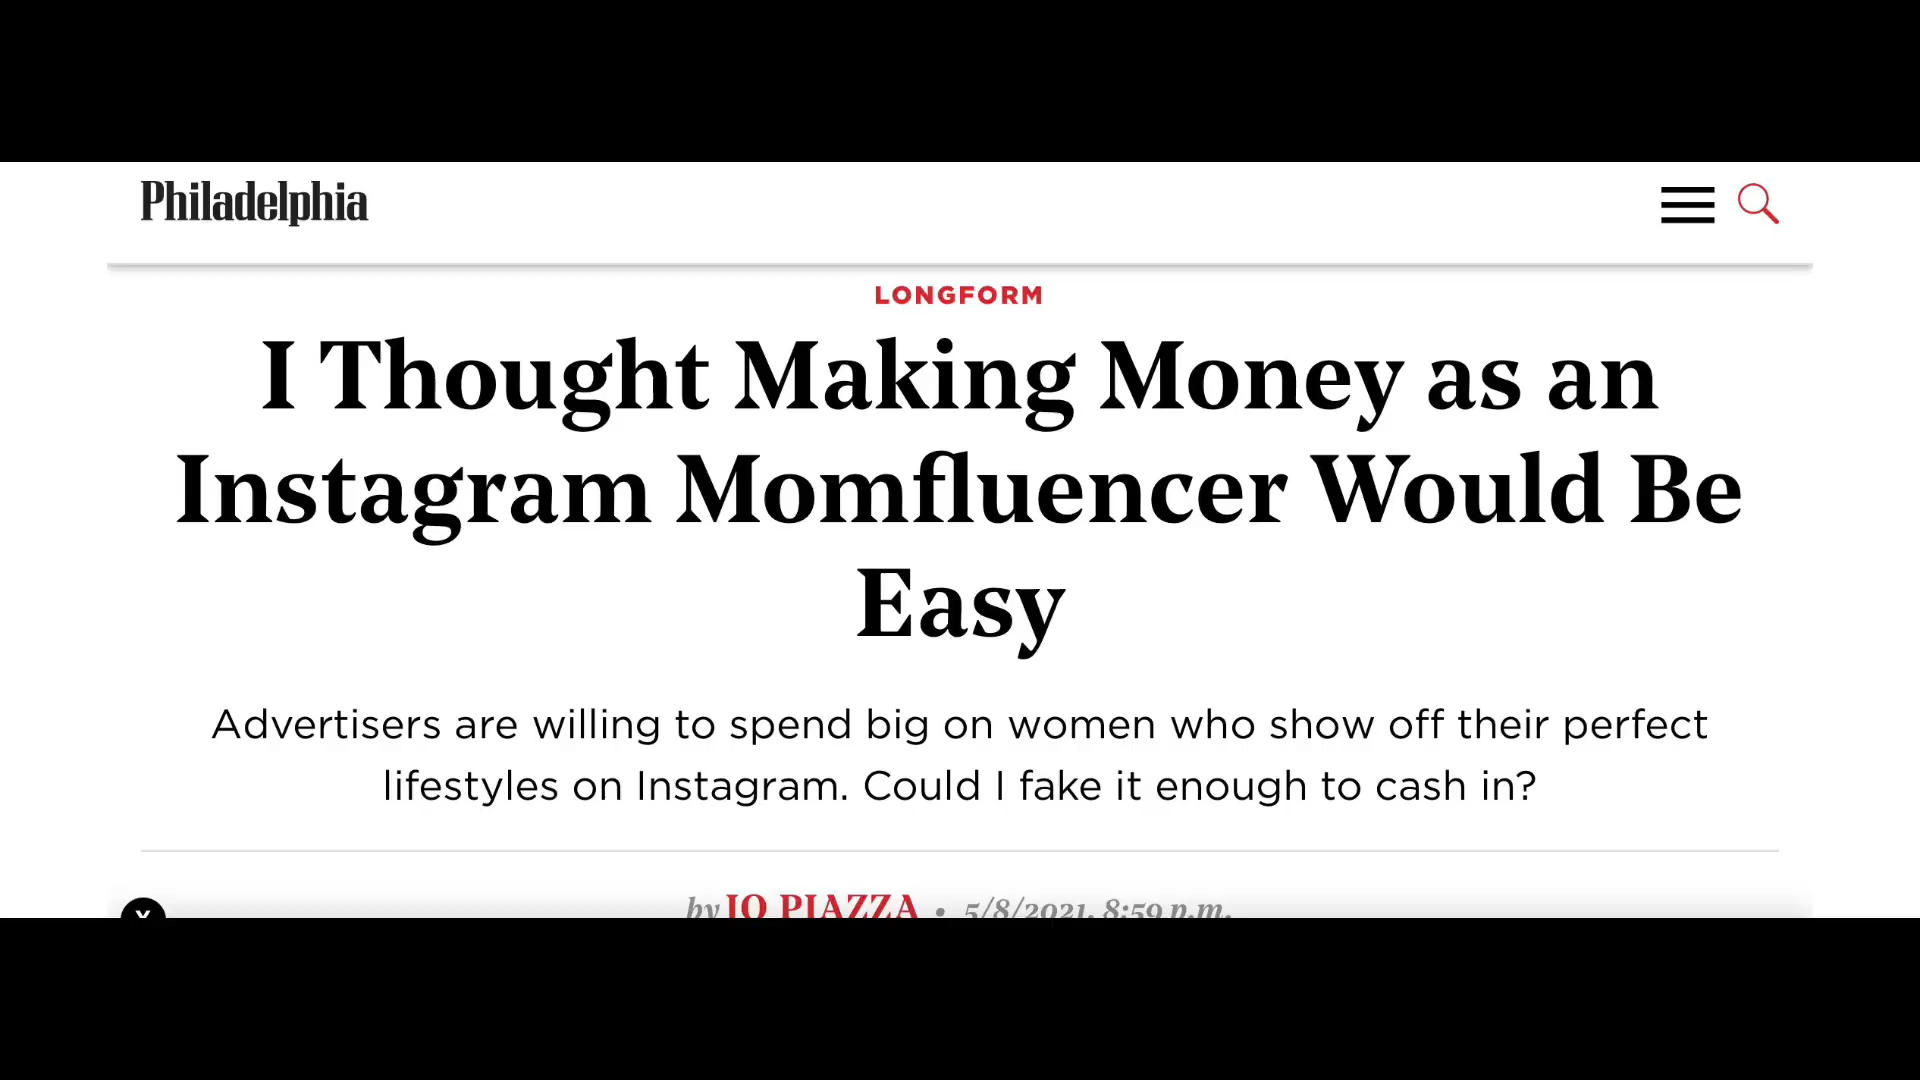 Philadelphia
LONGFORM
I Thought Making Money as an
Instagram Momfluencer Would Be
Easy
Advertisers are willing to spend big on women who show off their perfect
lifestyles on Instagram. Could I fake it enough to cash in?
by JO PIAZZA • 5/8/2021, 8:59 p.m.
X